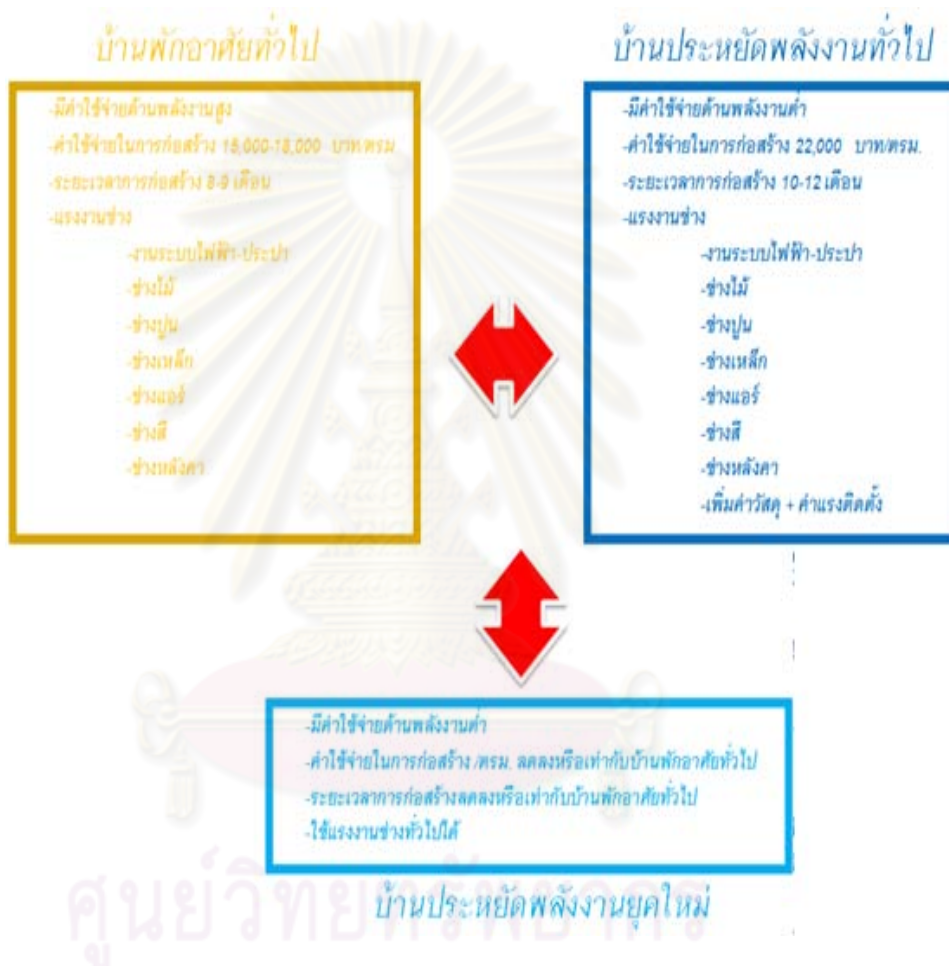 บ้านพักอาศัยทั่วไป
-มีค่าใช้จ่ายด้านพลังงานสูง
-ค่าใช้จ่ายในการก่อสร้าง 15,000-18,000 บาท/ตรม
-ระยะเวลาการก่อสร้าง 8-9 เดือน
-แรงงานช่าง
-งานระบบไฟฟ้า-ประปา
-ช่างไม้
-ช่างปูน
-ช่างเหล็ก
-ช่างแอร์
-ช่างสี
-ช่างหลังคา
บ้านประหยัดพลังงานทั่วไป
-มีค่าใช้จ่ายด้านพลังงานต่ำ
-ค่าใช้จ่ายในการก่อสร้าง 22,000 บาท/ตรม.
-ระยะเวลาการก่อสร้าง 10-12 เดือน
-แรงงานช่าง
-งานระบบไฟฟ้า-ประปา
-ช่างไม้
-ช่างปูน
-ช่างเหล็ก
-ช่างแอร์
-ช่างสี
-ช่างหลังคา
-เพิ่มค่าวัสดุ + ค่าแรงติดตั้ง
-มีค่าใช้จ่ายด้านพลังงานต่ำ
-ค่าใช้จ่ายในการก่อสร้าง /ตรม. ลดลงหรือเท่ากับบ้านพักอาศัยทั่วไป
-ระยะเวลาการก่อสร้างลดลงหรือเท่ากับบ้านพักอาศัยทั่วไป
-ใช้แรงงานช่างทั่วไปได้
บ้านประหยัดพลังงานยุคใหม่
ศูนย์วิทยทรัพยากร